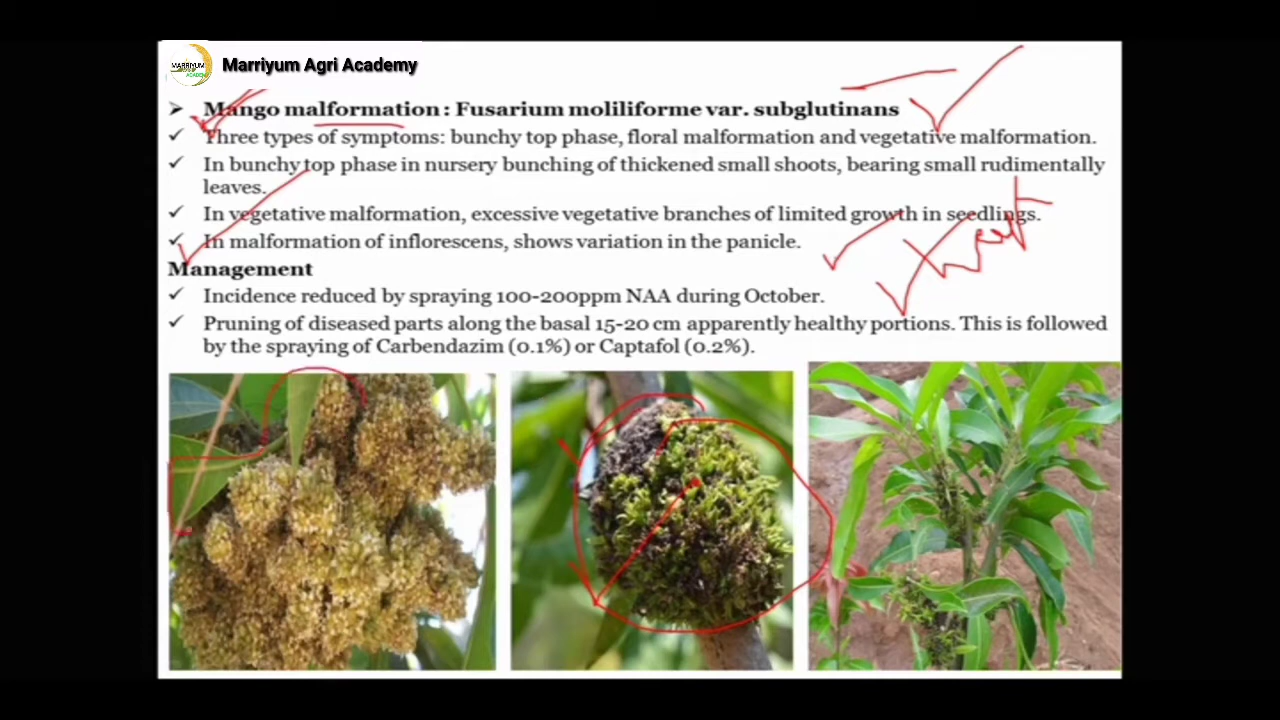 MARRIYUM
ACADEMY
Marriyum Agri Academy
➢ Mango malformation : Fusarium moliliforme var. subglutinans
✓ Three types of symptoms: bunchy top phase, floral malformation and vegetative malformation.
✓ In bunchy top phase in nursery bunching of thickened small shoots, bearing small rudimentally
leaves.
✓ In vegetative malformation, excessive vegetative branches of limited growth in seedlings.
✓ In malformation of inflorescens, shows variation in the panicle.
Management
✓ Incidence reduced by spraying 100-200ppm NAA during October.
✓ Pruning of diseased parts along the basal 15-20 cm apparently healthy portions. This is followed
by the spraying of Carbendazim (0.1%) or Captafol (0.2%).